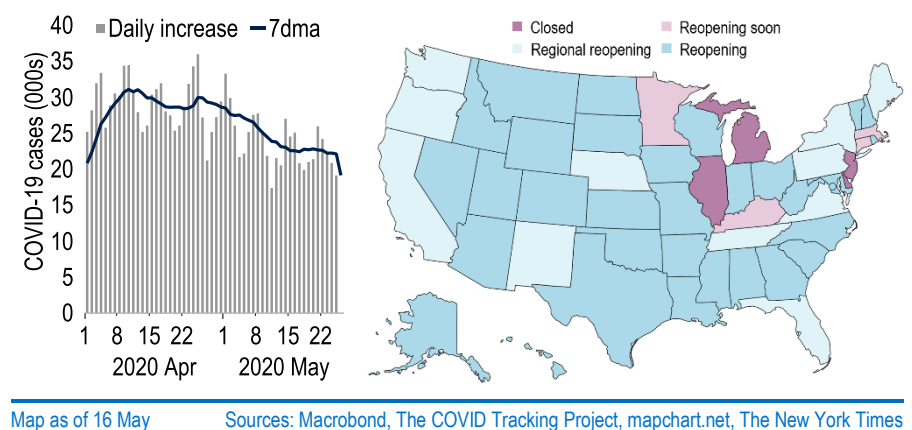 Daily increase 7dma
COVID-19 cases (000s)
40
35
30
25
20
15
10
5
0
1 8 15 22 1 8 15 22
2020 Apr 2020 May
Closed Reopening soon
Regional reopening Reopening
Map as of 16 May Sources: Macrobond, The COVID Tracking Project, mapchart.net, The New York Times